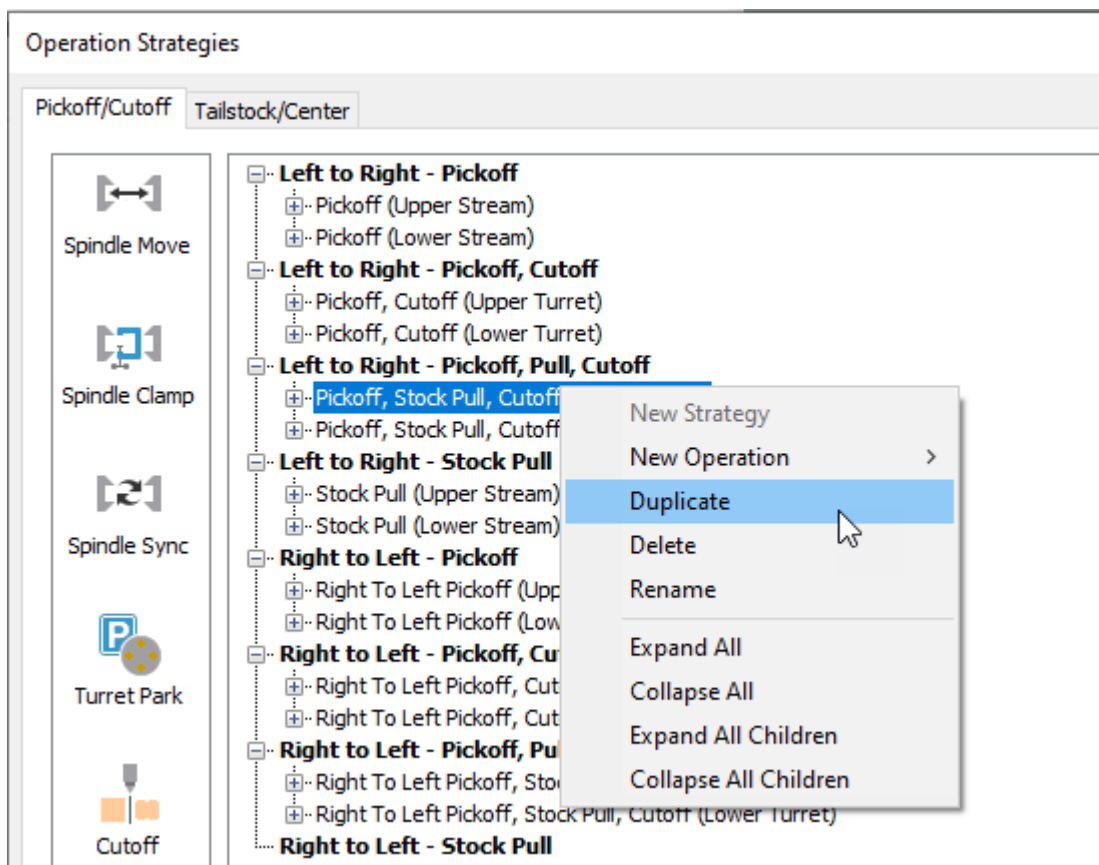 Operation Strategies
Pickoff/Cutoff
Tailstock/Center
Spindle Move
Spindle Clamp
Spindle Sync
Turret Park
Cutoff
Left to Right - Pickoff
Pickoff (Upper Stream)
Pickoff (Lower Stream)
Left to Right - Pickoff, Cutoff
Pickoff, Cutoff (Upper Turret)
Pickoff, Cutoff (Lower Turret)
Left to Right - Pickoff, Pull, Cutoff
Pickoff, Stock Pull, Cutoff
Pickoff, Stock Pull, Cutoff
Left to Right - Stock Pull
Stock Pull (Upper Stream)
Stock Pull (Lower Stream)
Right to Left - Pickoff
Right To Left Pickoff (Upp
Right To Left Pickoff (Low
Right to Left - Pickoff, Cu
Right To Left Pickoff, Cut
Right To Left Pickoff, Cut
Right to Left - Pickoff, Pu
Right To Left Pickoff, Sto
Right To Left Pickoff, Stock Pull, Cutoff (Lower Turret)
Right to Left - Stock Pull
New Strategy
New Operation
Duplicate
Delete
Rename
Expand All
Collapse All
Expand All Children
Collapse All Children